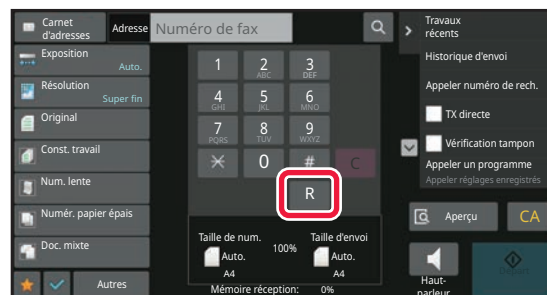 Carnet
d'adresses
Adresse
Numéro de fax
Exposition
Auto.
Résolution
Super fin
Original
Const. travail
Num. lente
Numér. papier épais
Doc. mixte
Autres
1
2
ABC
3
DEF
4
GHI
5
JKL
6
MNO
7
PQRS
8
TUV
9
WXYZ
0
#
C
R
Taille de num.
100%
Taille d'envoi
Auto.
A4
Auto.
A4
Mémoire réception: 0%
Travaux
récents
Historique d'envoi
Appeler numéro de rech.
TX directe
Vérification tampon
Appeler un programme
Appeler réglages enregistrés
Aperçu
CA
Haut-
parleur
Départ